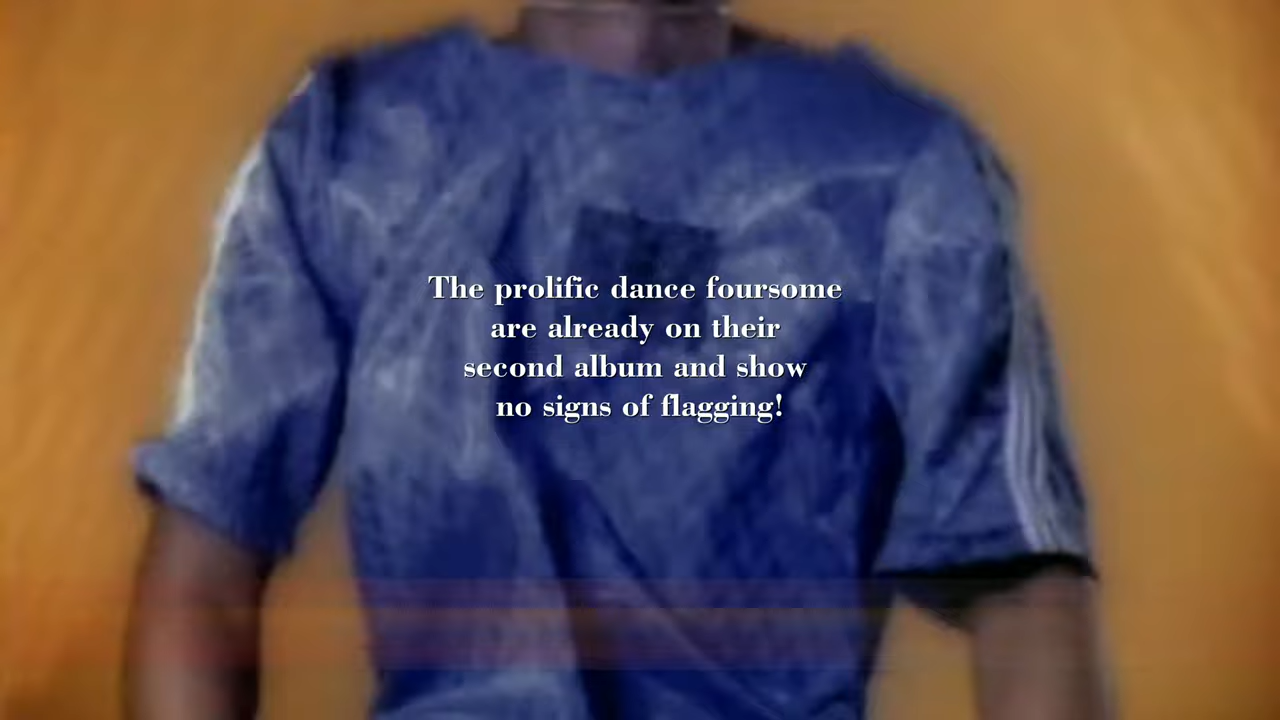 The prolific dance foursome
are already on their
second album and show
no signs of flagging!